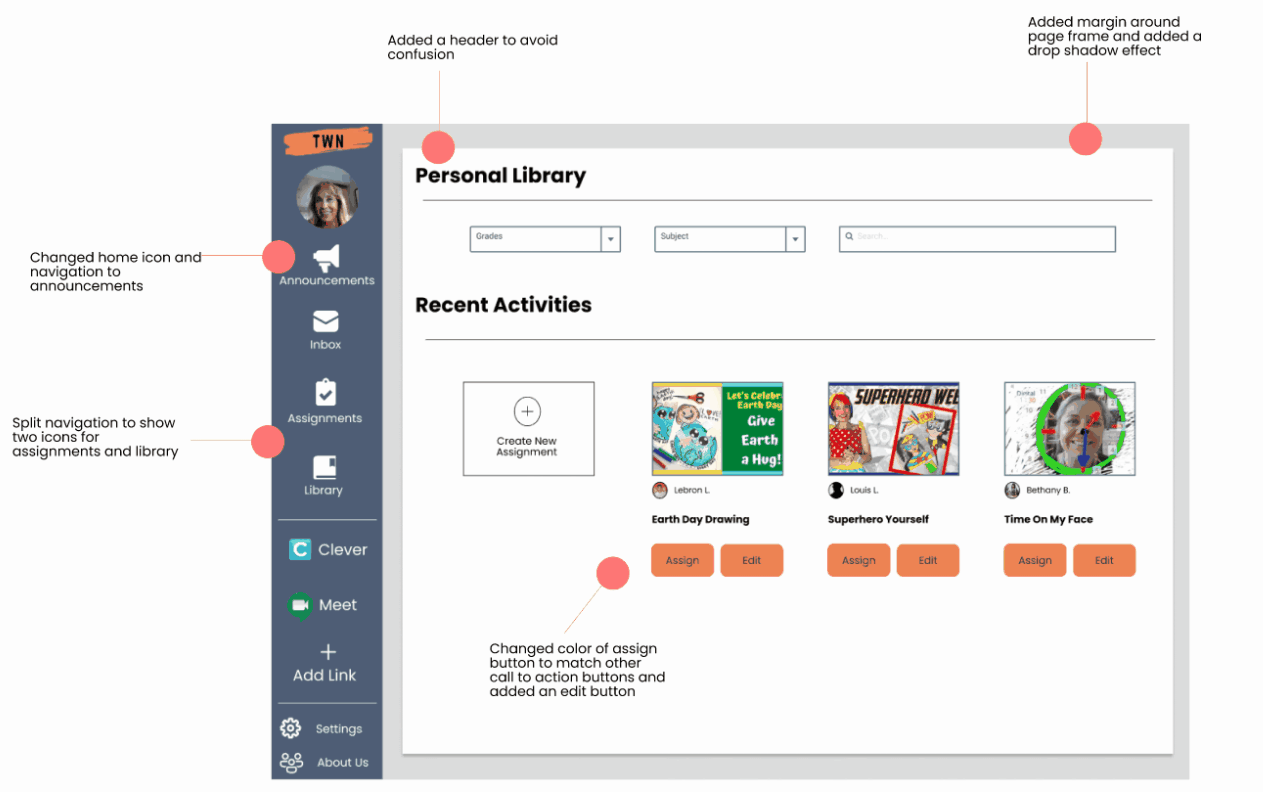 Added a header to avoid
confusion
Added margin around
page frame and added a
drop shadow effect
Changed home icon and
navigation to
announcements
Split navigation to show
two icons for
assignments and library
TWN
Announcements
Inbox
Assignments
Library
C Clever
Meet
Add Link
Settings
About Us
Personal Library
Grades
Subject
Search...
Recent Activities
Create New
Assignment
Let's Celebr
Earth Day
Give
Earth
a Hug!
SUPERHERO WEE
Lebron L.
Louis L.
Bethany B.
Earth Day Drawing
Superhero Yourself
Time On My Face
Assign
Edit
Assign
Edit
Assign
Edit
Changed color of assign
button to match other
call to action buttons and
added an edit button